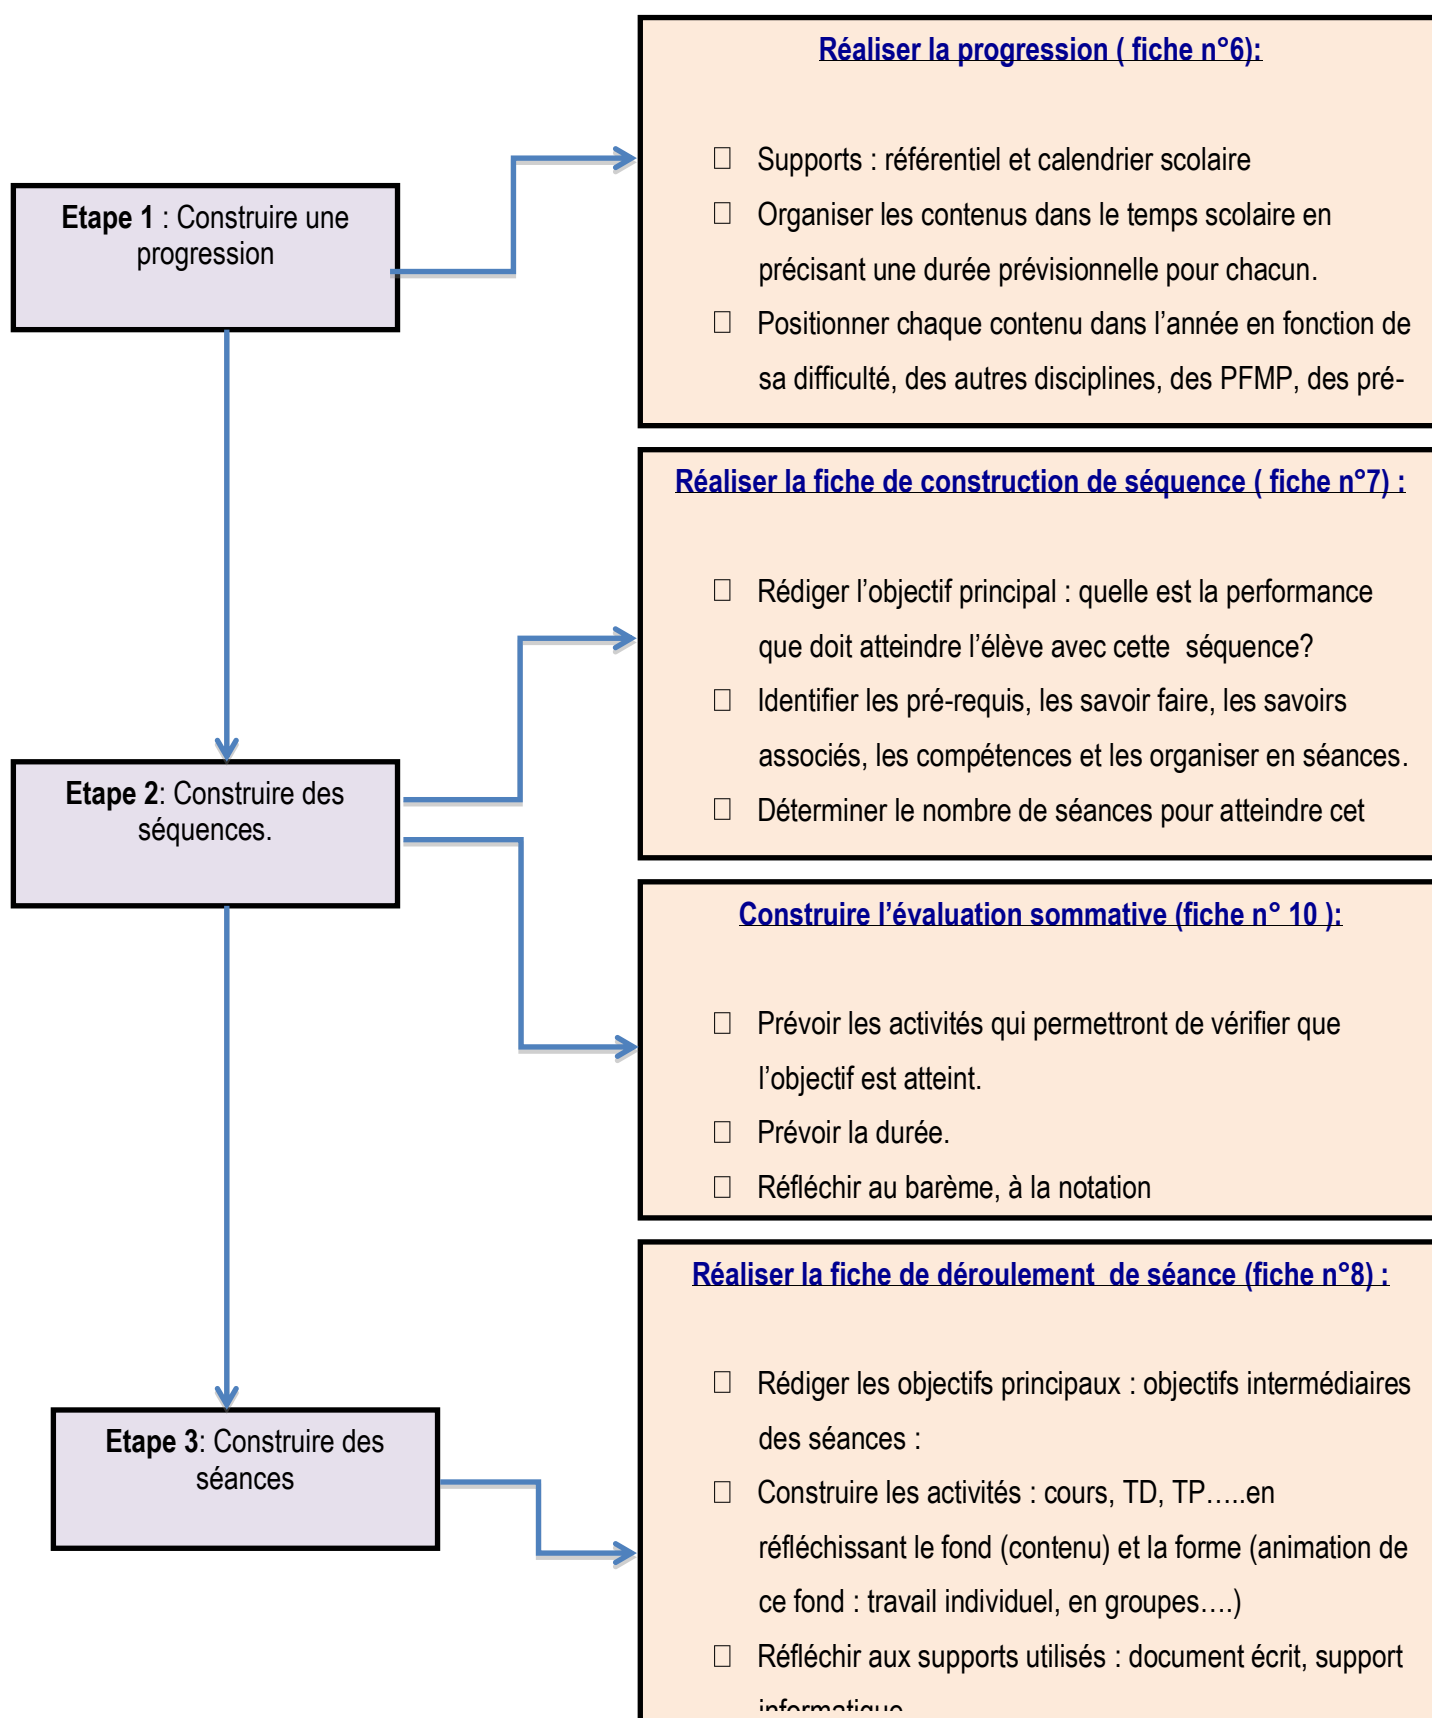 Réaliser la progression ( fiche n°6):
□ Supports : référentiel et calendrier scolaire
□ Organiser les contenus dans le temps scolaire en
précisant une durée prévisionnelle pour chacun.
□ Positionner chaque contenu dans l’année en fonction de
sa difficulté, des autres disciplines, des PFMP, des pré-
Etape 1 : Construire une
progression
Réaliser la fiche de construction de séquence ( fiche n°7) :
□ Rédiger l’objectif principal : quelle est la performance
que doit atteindre l’élève avec cette séquence?
□ Identifier les pré-requis, les savoir faire, les savoirs
associés, les compétences et les organiser en séances.
□ Déterminer le nombre de séances pour atteindre cet
Etape 2: Construire des
séquences.
Construire l’évaluation sommative (fiche n° 10 ):
□ Prévoir les activités qui permettront de vérifier que
l’objectif est atteint.
□ Prévoir la durée.
□ Réfléchir au barème, à la notation
Réaliser la fiche de déroulement de séance (fiche n°8) :
□ Rédiger les objectifs principaux : objectifs intermédiaires
des séances :
□ Construire les activités : cours, TD, TP…..en
réfléchissant le fond (contenu) et la forme (animation de
ce fond : travail individuel, en groupes….)
□ Réfléchir aux supports utilisés : document écrit, support
informatique
Etape 3: Construire des
séances